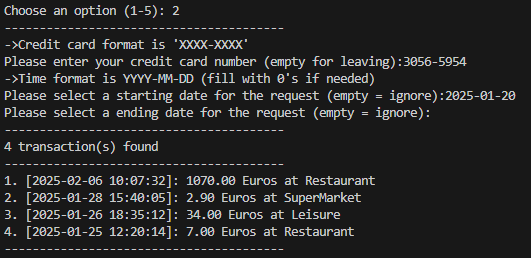 Choose an option (1-5): 2
----------------------------------------
->Credit card format is 'XXXX-XXXX'
Please enter your credit card number (empty for leaving):3056-5954
->Time format is YYYY-MM-DD (fill with 0's if needed)
Please select a starting date for the request (empty = ignore):2025-01-20
Please select a ending date for the request (empty = ignore):
----------------------------------------
4 transaction(s) found
----------------------------------------
1. [2025-02-06 10:07:32]: 1070.00 Euros at Restaurant
2. [2025-01-28 15:40:05]: 2.90 Euros at SuperMarket
3. [2025-01-26 18:35:12]: 34.00 Euros at Leisure
4. [2025-01-25 12:20:14]: 7.00 Euros at Restaurant
----------------------------------------